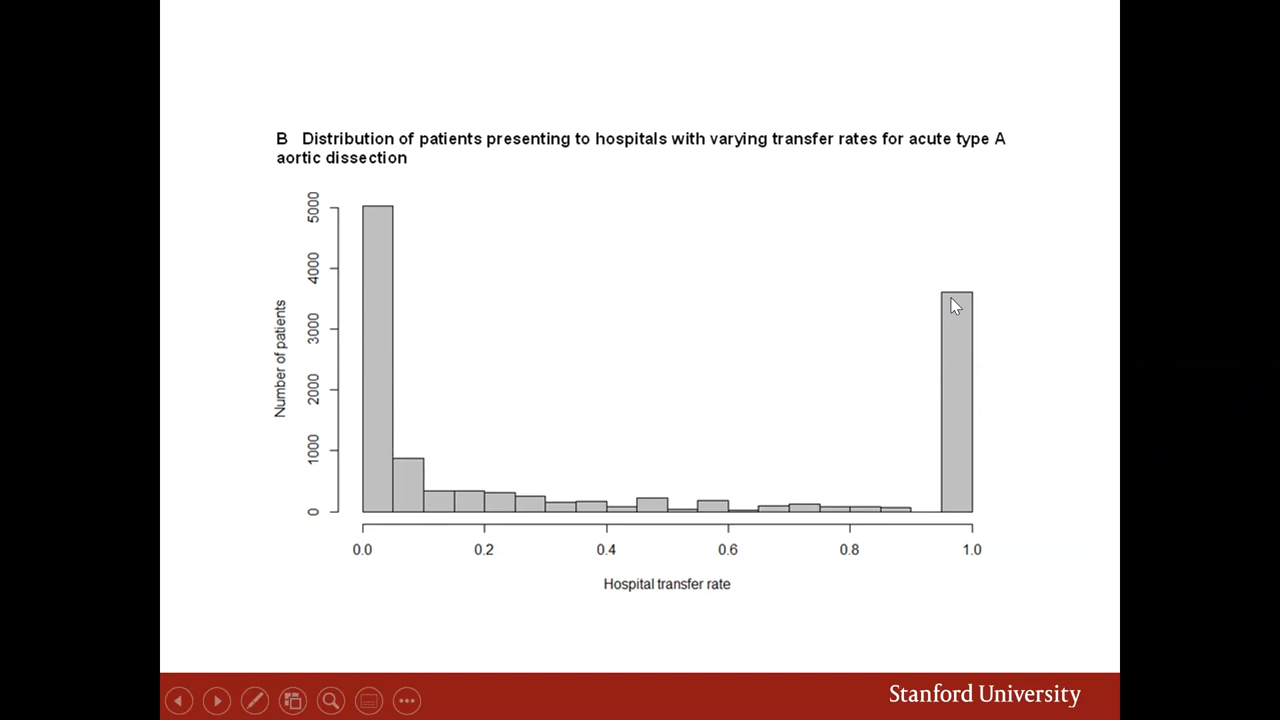 B Distribution of patients presenting to hospitals with varying transfer rates for acute type A
aortic dissection
5000
4000
3000
2000
1000
0
Number of patients
0.0 0.2 0.4 0.6 0.8 1.0
Hospital transfer rate
Stanford University